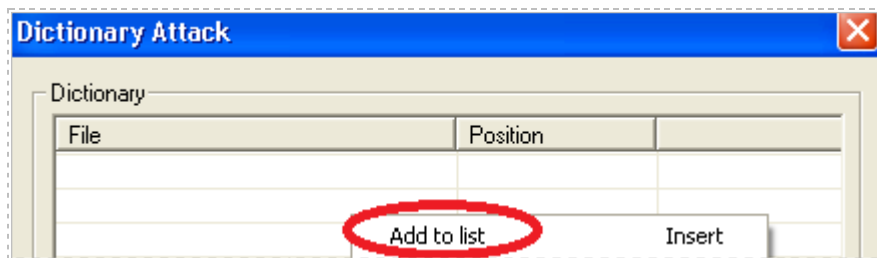 Dictionary Attack
Dictionary
File Position
Add to list Insert